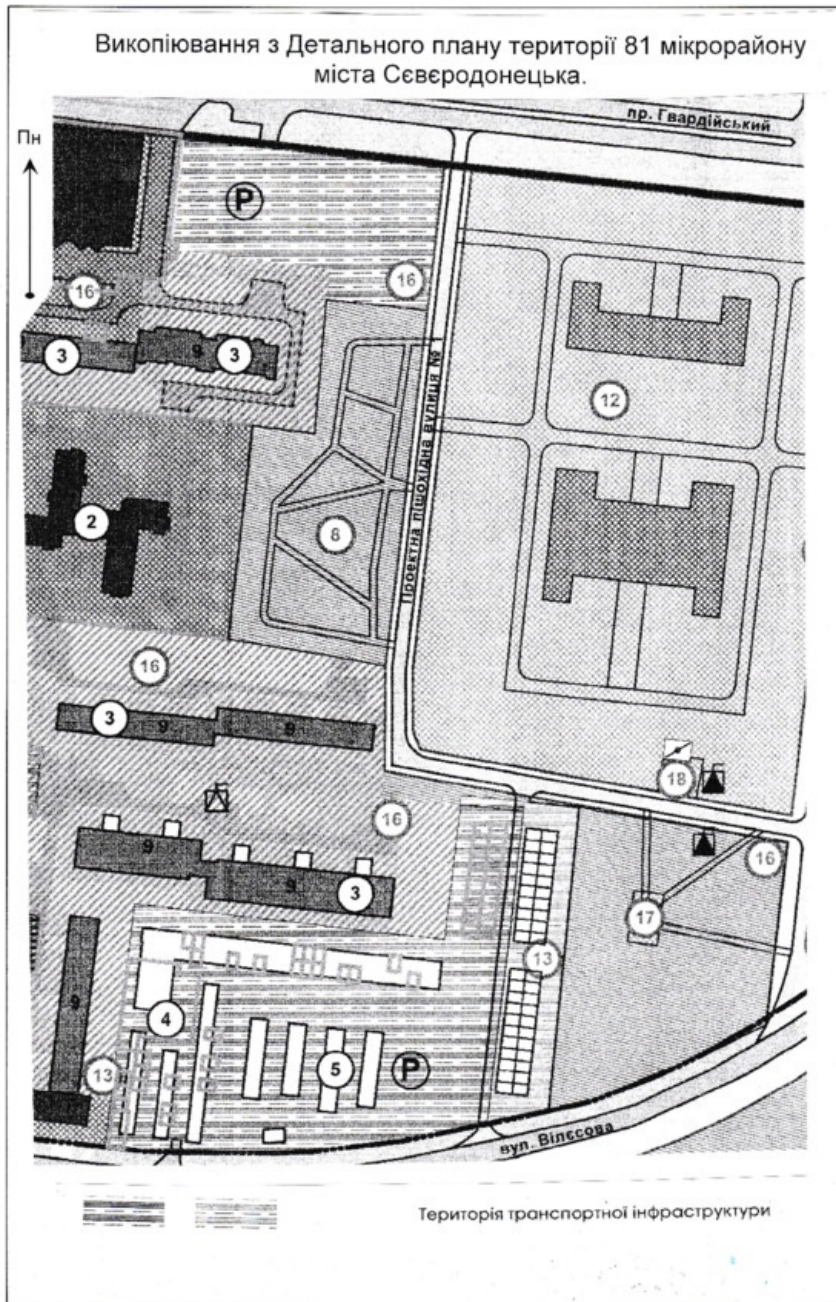 Викопіювання з Детального плану території 81 мікрорайону
міста Сєвєродонецька.
пр. Гвардійський
Пн
P
16
16
3
9
3
12
2
8
Проектна пішохідна вулиця № 1
16
3
9
9
18
16
9
9
3
16
17
13
9
4
5
P
13
вул. Вілєсова
Територія транспортної інфраструктури